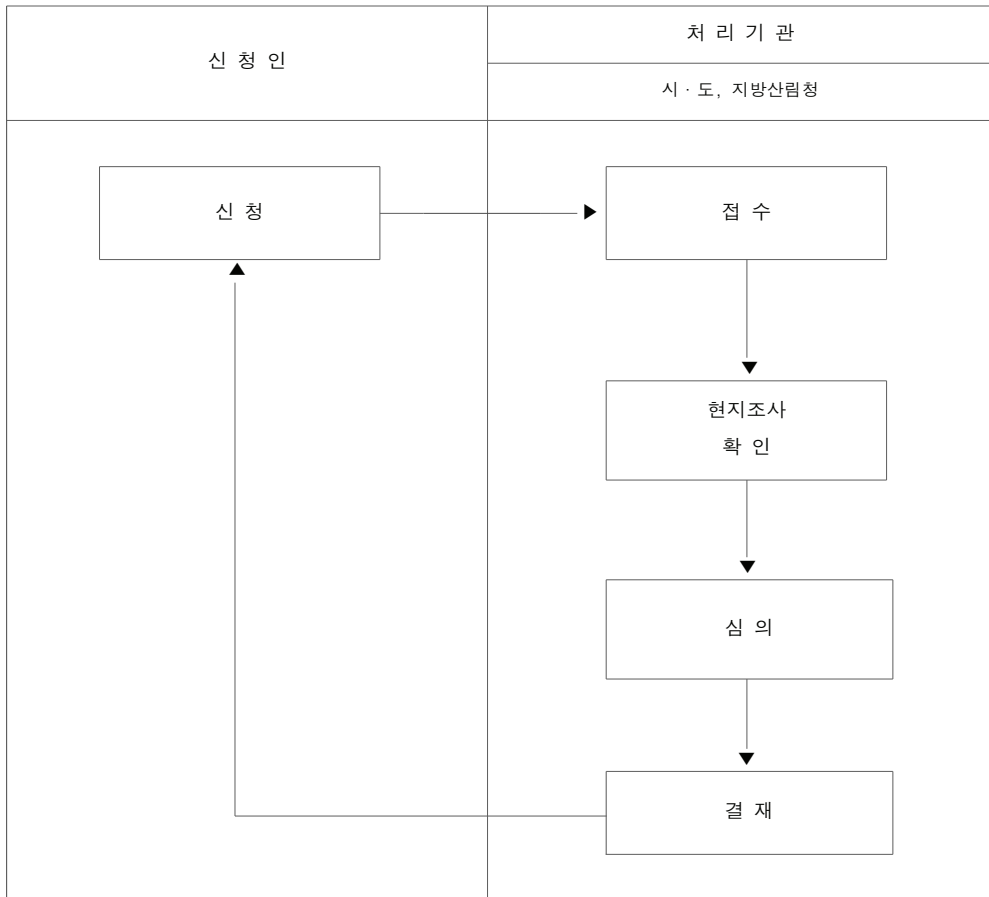 신 청 인
처 리 기 관
시 · 도, 지방산림청
신 청
접 수
현지조사
확 인
심 의
결 재